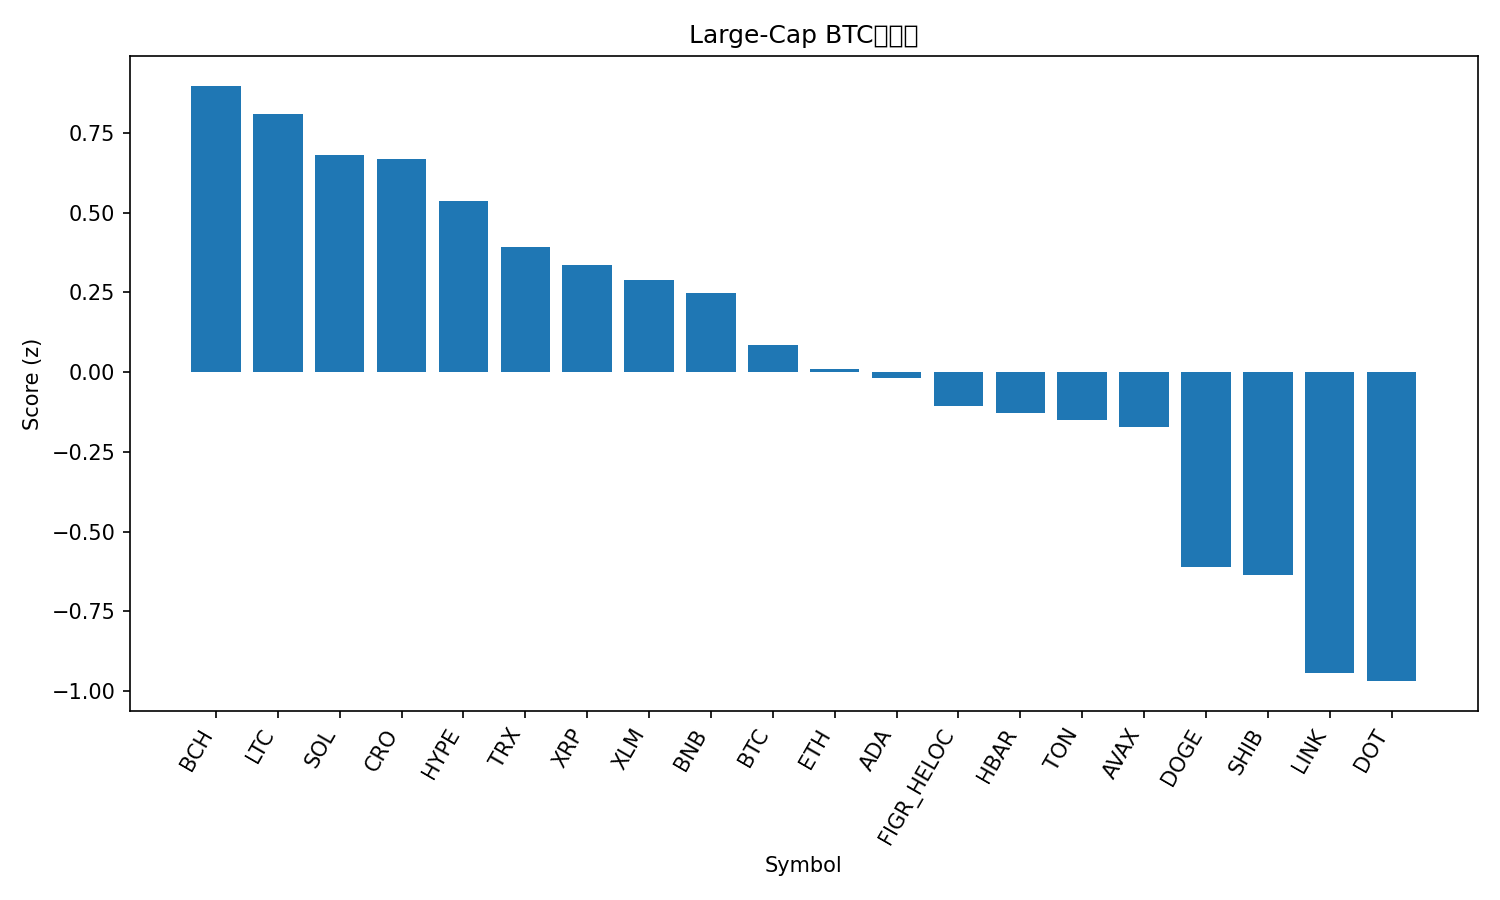 Large-Cap BTC
Score (z)
0.75
0.50
0.25
0.00
−0.25
−0.50
−0.75
−1.00
BCH
LTC
SOL
CRO
HYPE
TRX
XRP
XLM
BNB
BTC
ETH
ADA
FIGR_HELOC
HBAR
TON
AVAX
DOGE
SHIB
LINK
DOT
Symbol